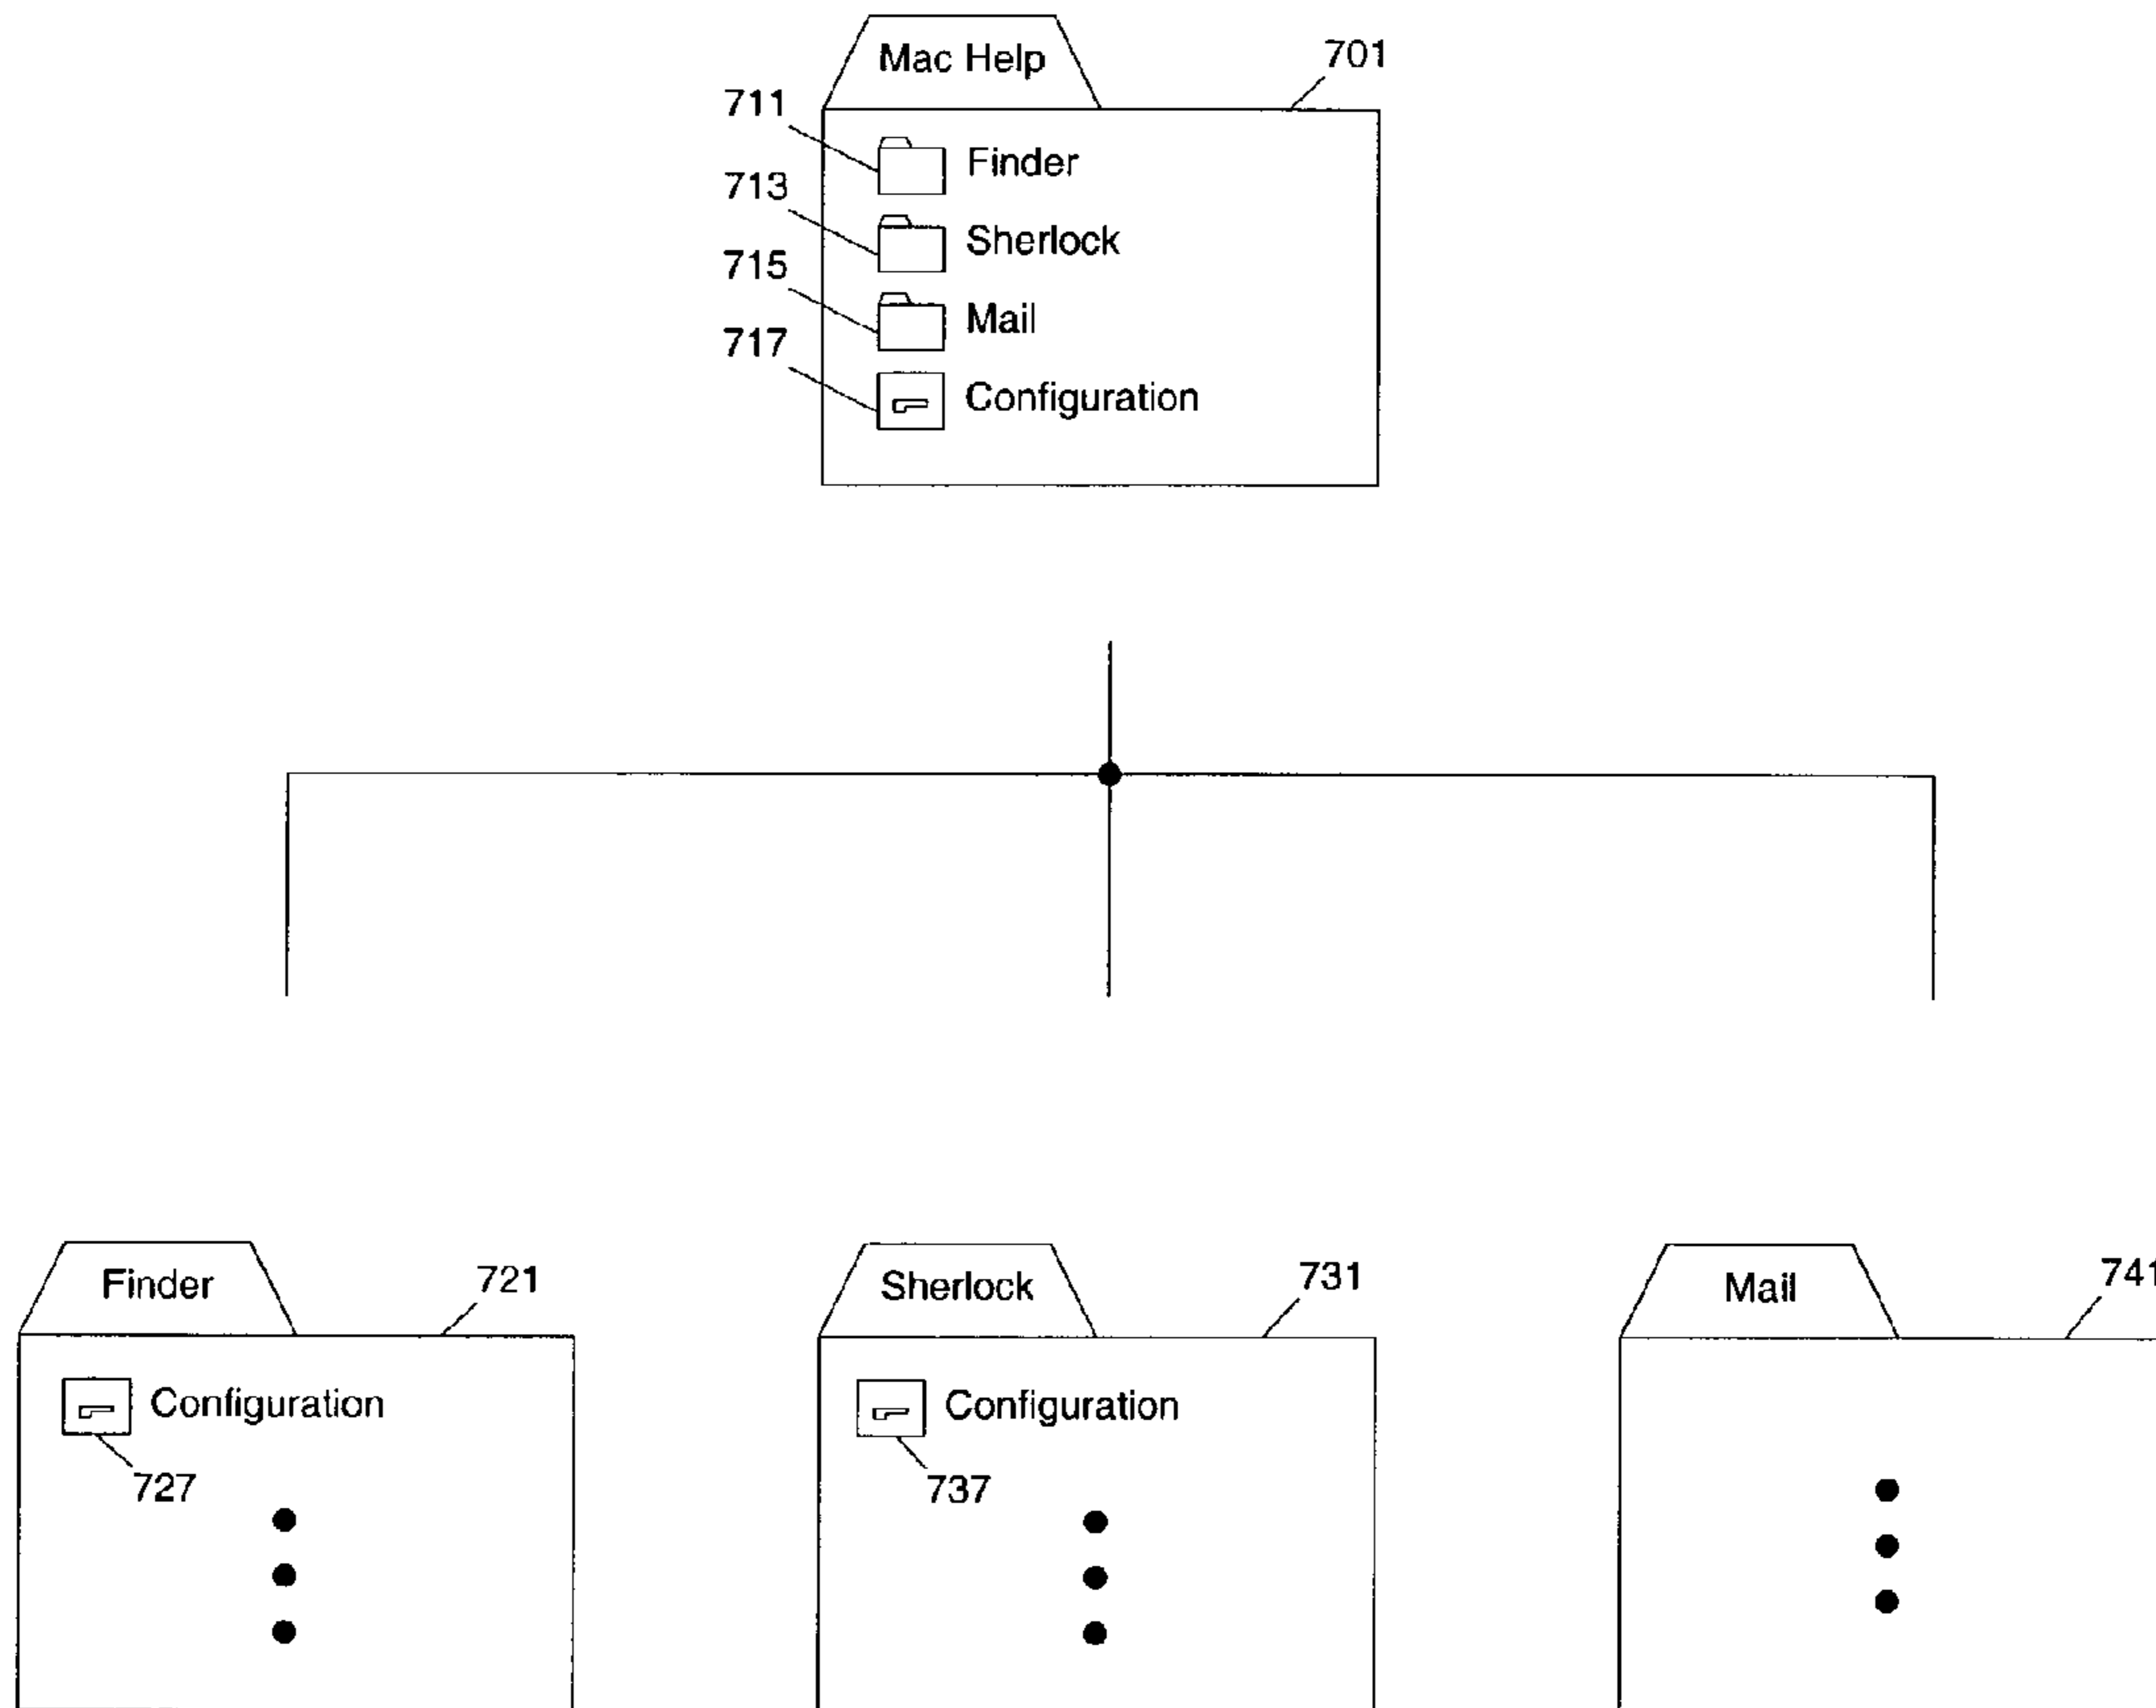 Mac Help
701
711
Finder
713
Sherlock
715
Mail
717
Configuration
Finder
721
Sherlock
731
Mail
741
Configuration
727
Configuration
737